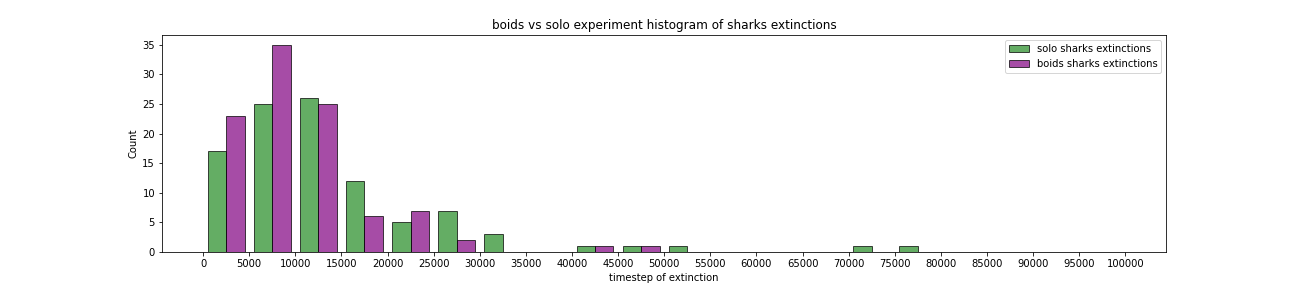 boids vs solo experiment histogram of sharks extinctions
solo sharks extinctions
boids sharks extinctions
Count
35
30
25
20
15
10
5
0
0 5000 10000 15000 20000 25000 30000 35000 40000 45000 50000 55000 60000 65000 70000 75000 80000 85000 90000 95000 100000
timestep of extinction